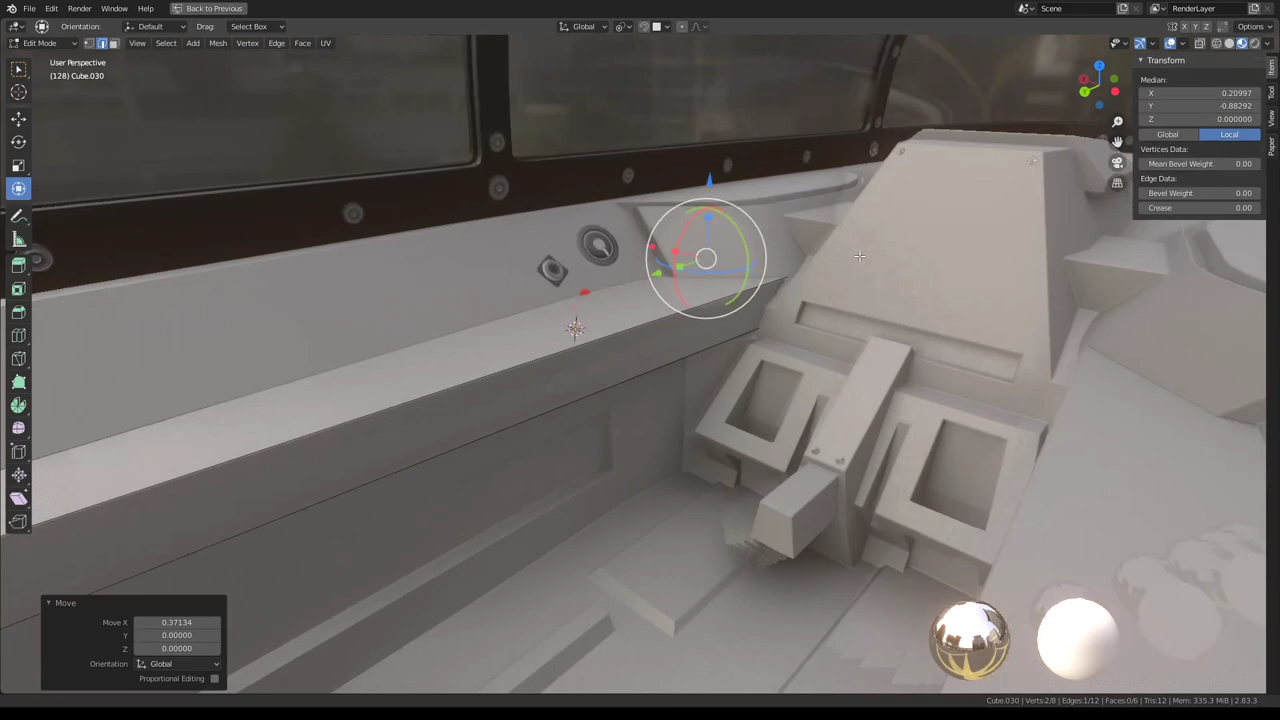 File Edit Render Window Help Back to Previous Scene RenderLayer
Orientation: Default Drag: Select Box Global X Y Z Options
Edit Mode View Select Add Mesh Vertex Edge Face UV
User Perspective
(128) Cube.030
Transform
Median:
X 0.20997
Y -0.88292
Z 0.000000
Global Local
Vertices Data:
Mean Bevel Weight 0.00
Edge Data:
Bevel Weight 0.00
Crease 0.00
Item
Tool
View
Paper
Z
X
Y
Move
Move X 0.37134
Y 0.00000
Z 0.00000
Orientation Global
Proportional Editing
Cube.030 | Verts:2/8 | Edges:1/12 | Faces:0/6 | Tris:12 | Mem: 335.3 MiB | 2.83.3